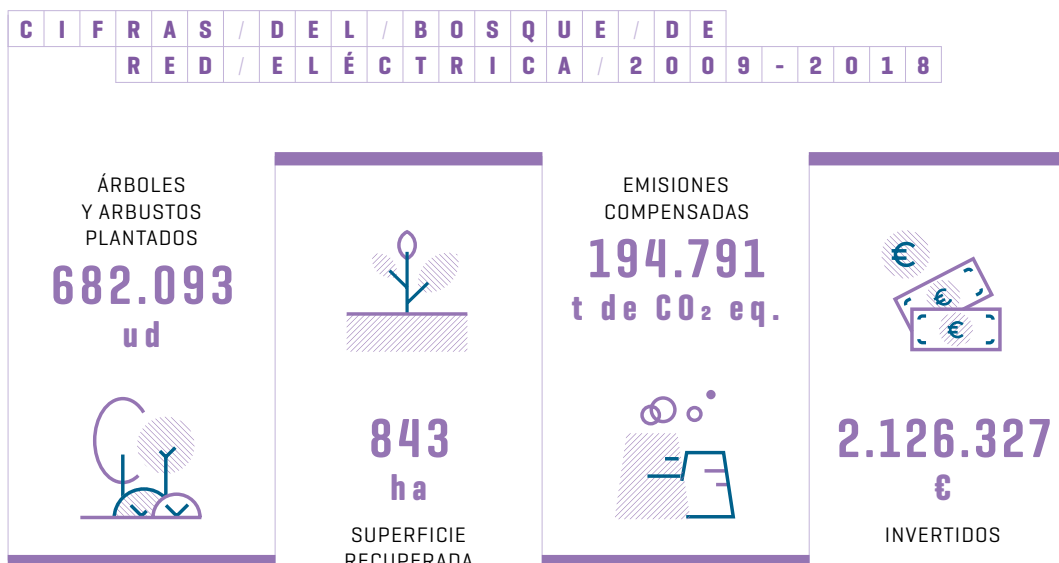 CIFRAS/DEL/BOSQUE/DE
RED/ELÉCTRICA/2009-2018
ÁRBOLES
Y ARBUSTOS
PLANTADOS
682.093
ud
843
ha
SUPERFICIE
RECUPERADA
EMISIONES
COMPENSADAS
194.791
t de CO₂ eq.
€
€
€
2.126.327
€
INVERTIDOS